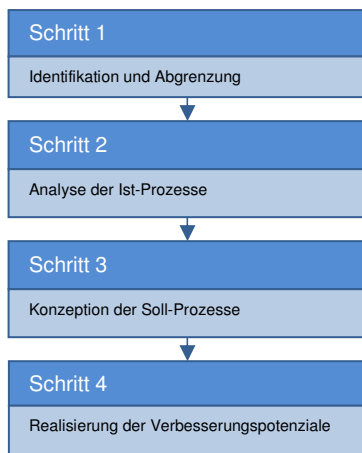 Schritt 1
Identifikation und Abgrenzung
Schritt 2
Analyse der Ist-Prozesse
Schritt 3
Konzeption der Soll-Prozesse
Schritt 4
Realisierung der Verbesserungspotenziale